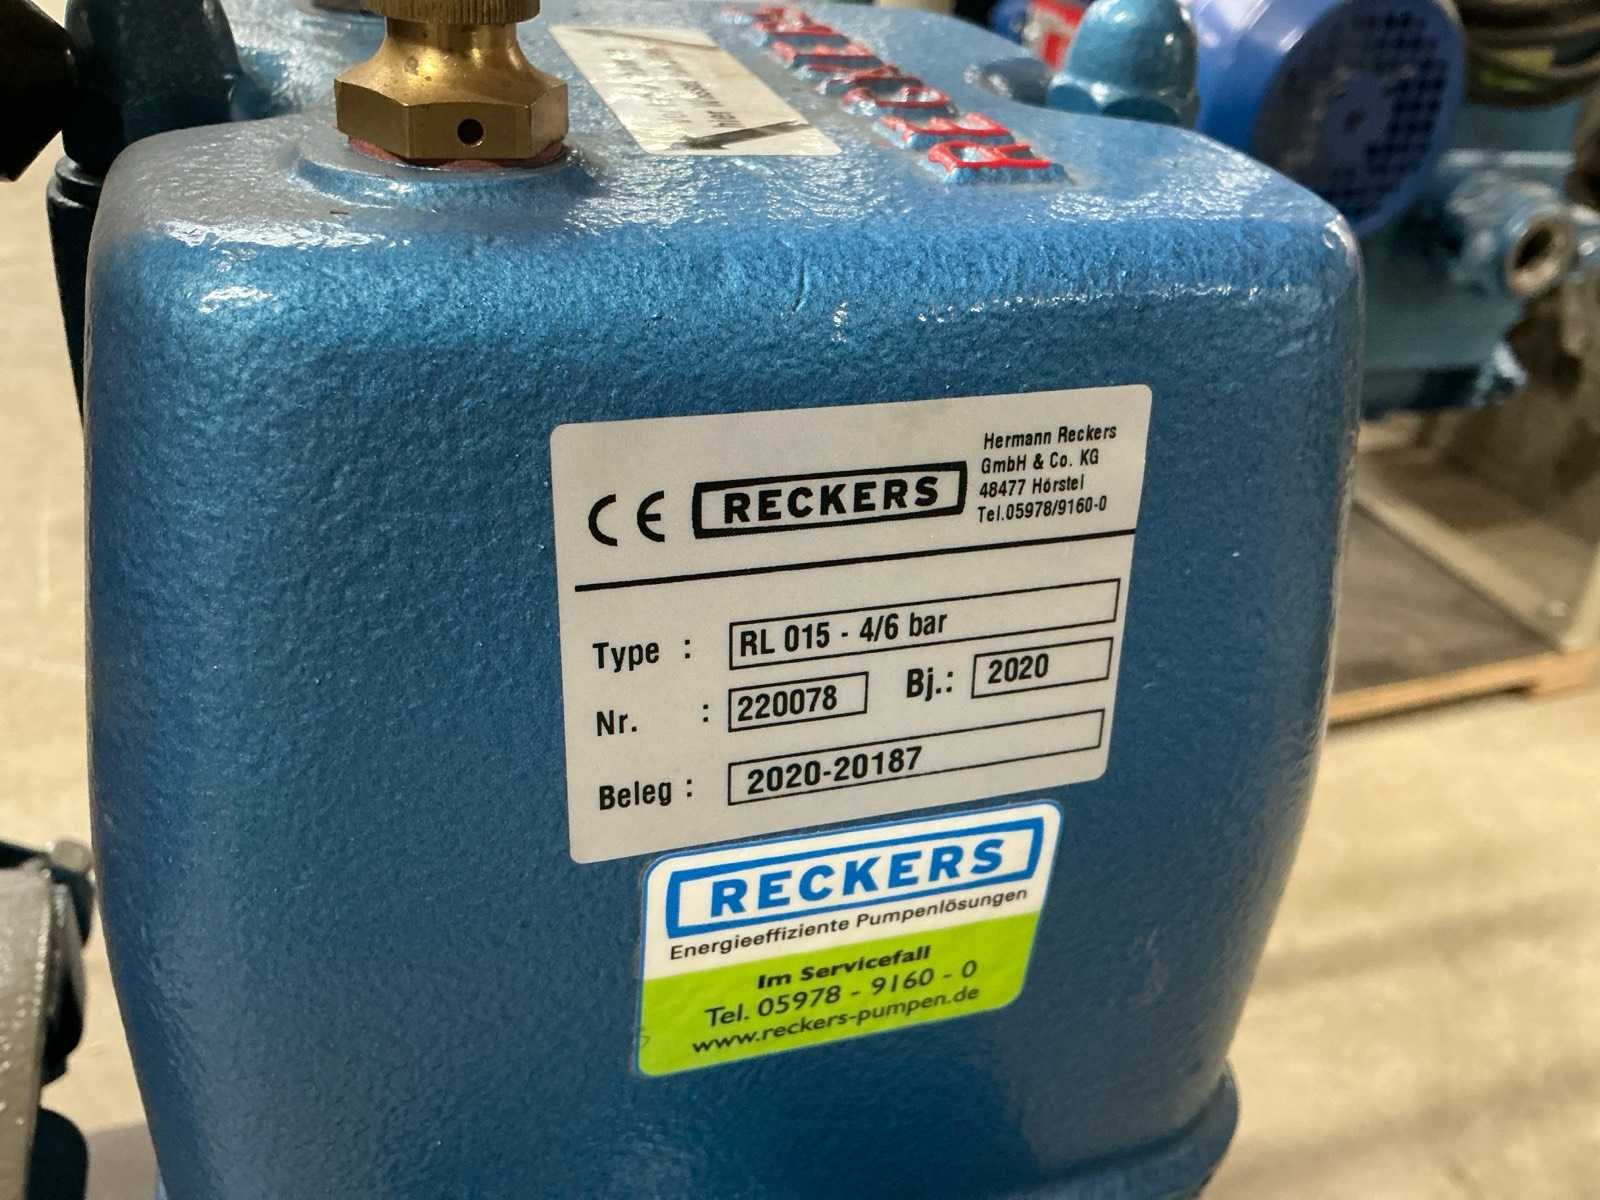 REGULA
CE RECKERS
Hermann Reckers
GmbH & Co. KG
48477 Hörstel
Tel.05978/9160-0
Type : RL 015 - 4/6 bar
Nr. : 220078 Bj.: 2020
Beleg : 2020-20187
RECKERS
Energieeffiziente Pumpenlösungen
Im Servicefall
Tel. 05978 - 9160 - 0
www.reckers-pumpen.de